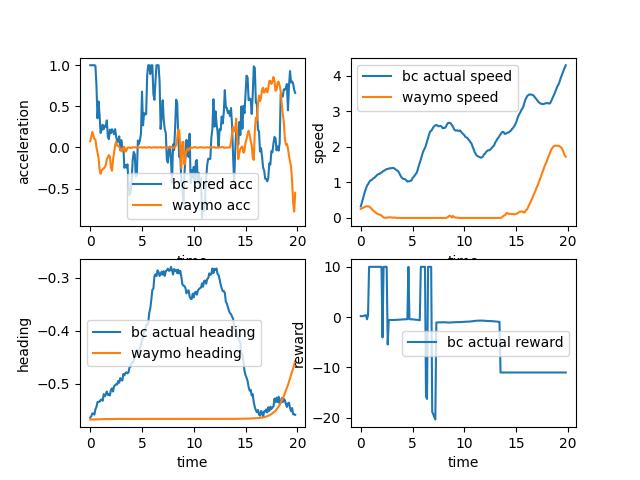 1.0
0.5
0.0
−0.5
acceleration
bc pred acc
waymo acc
0 5 10 15 20
time
4
3
2
1
0
speed
bc actual speed
waymo speed
0 5 10 15 20
time
−0.3
−0.4
−0.5
heading
bc actual heading
waymo heading
0 5 10 15 20
time
10
0
−10
−20
reward
bc actual reward
0 5 10 15 20
time